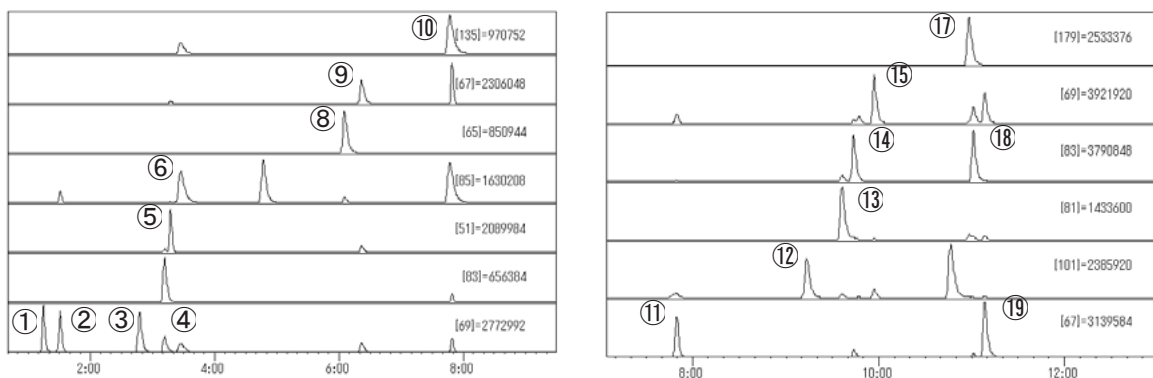 ⑩ [135]=970752
⑨ [67]=2306048
⑧ [65]=850944
⑥ [85]=1630208
⑤ [51]=2089984
[83]=656384
① ② ③ ④ [69]=2772992
2:00 4:00 6:00 8:00
⑰ [179]=2533376
⑮ [69]=3921920
⑭ ⑱ [83]=3790848
⑬ [81]=1433600
⑫ [101]=2385920
⑪ ⑲ [67]=3139584
8:00 10:00 12:00